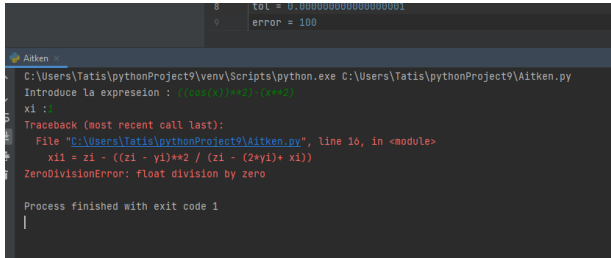 8 tol = 0.000000000000000001
9 error = 100
Aitken
C:\Users\Tatis\pythonProject9\venv\Scripts\python.exe C:\Users\Tatis\pythonProject9\Aitken.py
Introduce la expreseion : ((cos(x))**2)-(x**2)
xi :1
Traceback (most recent call last):
File "C:\Users\Tatis\pythonProject9\Aitken.py", line 16, in <module>
xi1 = zi - ((zi - yi)**2 / (zi - (2*yi)+ xi))
ZeroDivisionError: float division by zero
Process finished with exit code 1